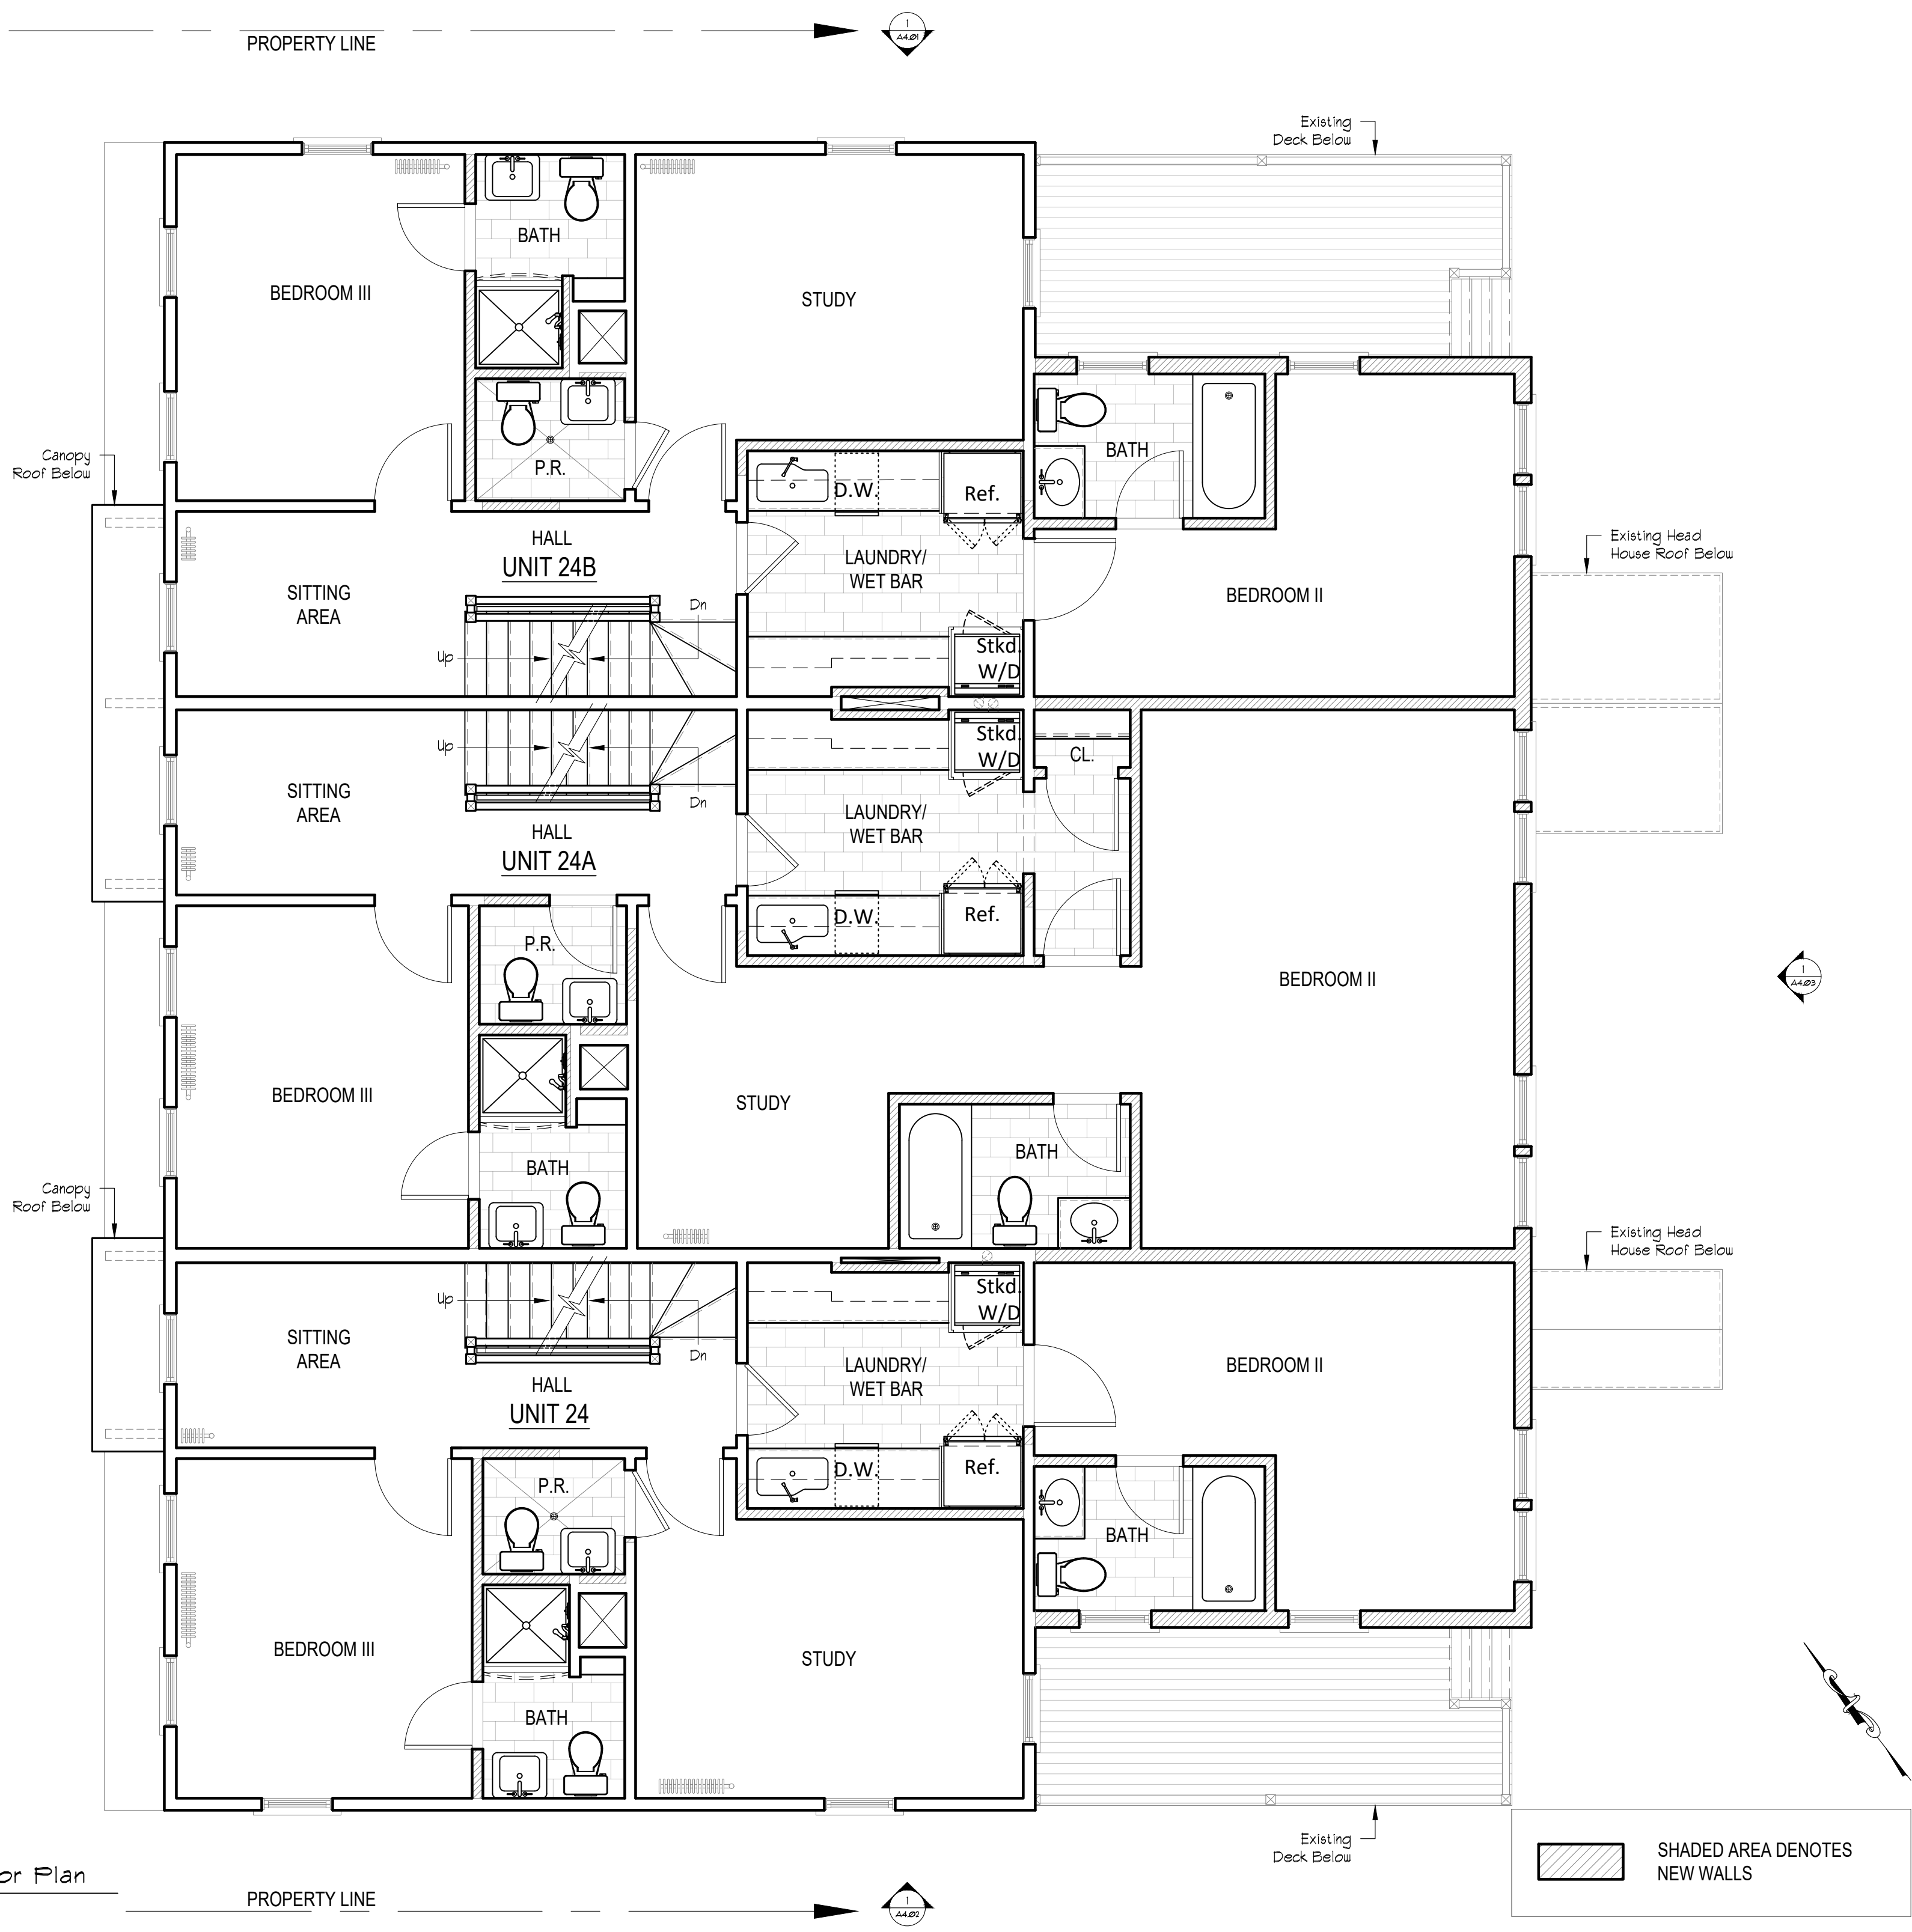 PROPERTY LINE
1
A4.01
Existing
Deck Below
BATH
BEDROOM III
STUDY
Canopy
Roof Below
P.R.
BATH
D.W.
Ref.
HALL
UNIT 24B
LAUNDRY/
WET BAR
Existing Head
House Roof Below
SITTING
AREA
BEDROOM II
Dn
Up
Stkd.
W/D
Up
Stkd.
W/D
CL.
SITTING
AREA
Dn
LAUNDRY/
WET BAR
HALL
UNIT 24A
D.W.
Ref.
P.R.
BEDROOM II
1
A4.03
BEDROOM III
STUDY
BATH
BATH
Canopy
Roof Below
Existing Head
House Roof Below
Up
Stkd.
W/D
SITTING
AREA
Dn
LAUNDRY/
WET BAR
BEDROOM II
HALL
UNIT 24
P.R.
D.W.
Ref.
BATH
BEDROOM III
STUDY
BATH
Existing
Deck Below
SHADED AREA DENOTES
NEW WALLS
or Plan
PROPERTY LINE
1
A4.02